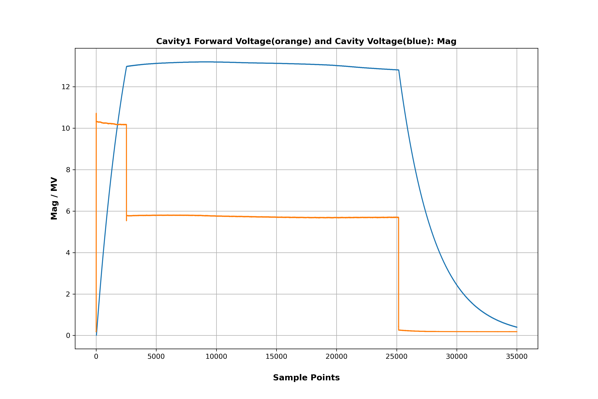 Cavity1 Forward Voltage(orange) and Cavity Voltage(blue): Mag
Mag / MV
12
10
8
6
4
2
0
0 5000 10000 15000 20000 25000 30000 35000
Sample Points